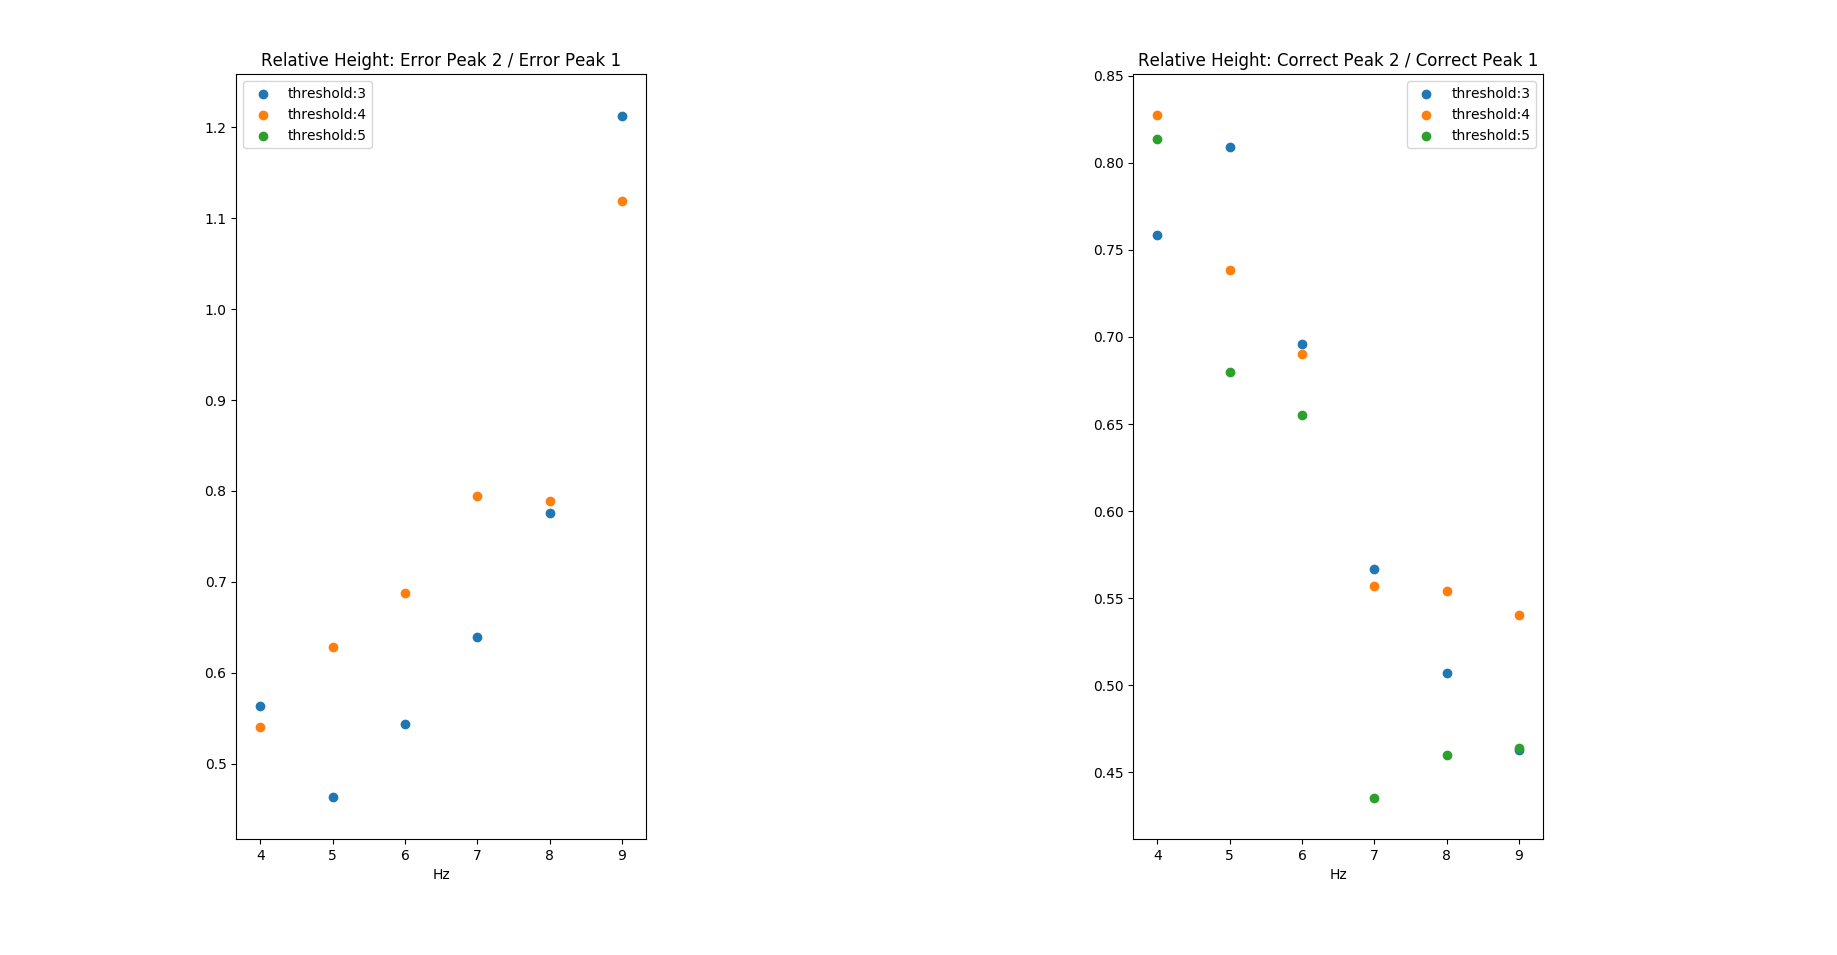 Relative Height: Error Peak 2 / Error Peak 1
threshold:3
threshold:4
threshold:5
1.2
1.1
1.0
0.9
0.8
0.7
0.6
0.5
4 5 6 7 8 9
Hz
Relative Height: Correct Peak 2 / Correct Peak 1
threshold:3
threshold:4
threshold:5
0.85
0.80
0.75
0.70
0.65
0.60
0.55
0.50
0.45
4 5 6 7 8 9
Hz